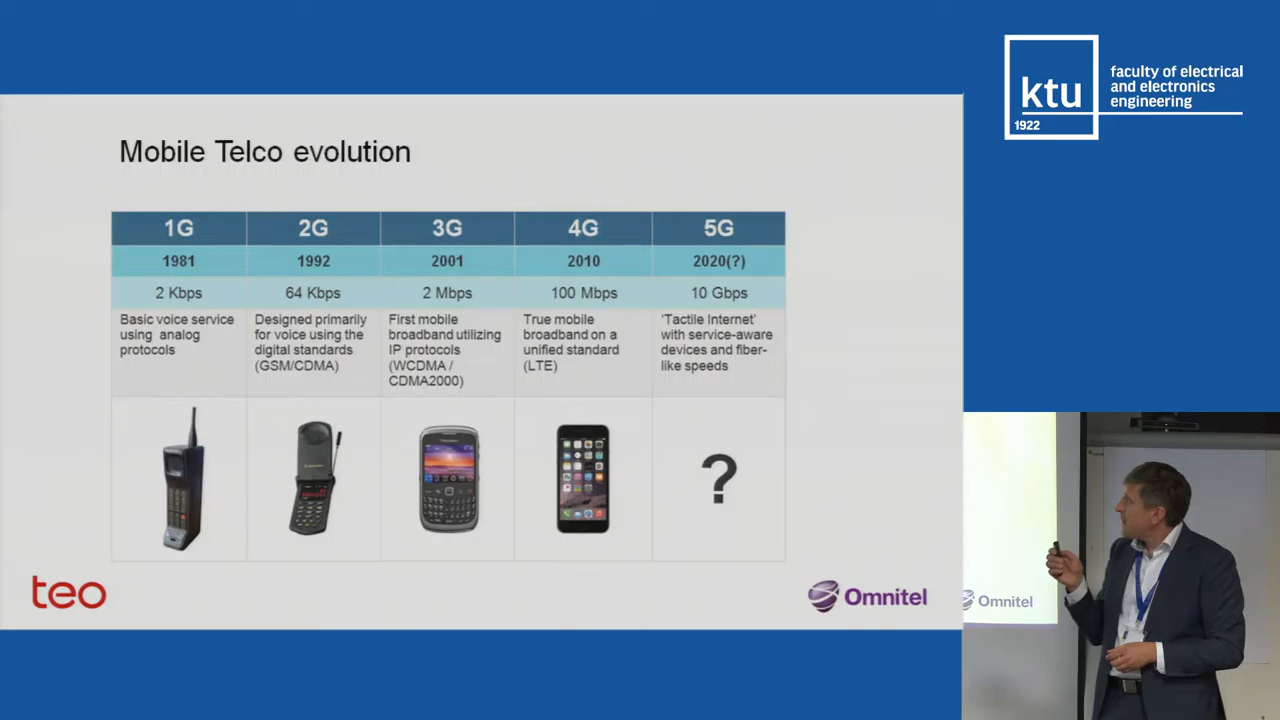 ktu
1922
faculty of electrical
and electronics
engineering
Mobile Telco evolution
1G
2G
3G
4G
5G
1981
1992
2001
2010
2020(?)
2 Kbps
64 Kbps
2 Mbps
100 Mbps
10 Gbps
Basic voice service
using analog
protocols
Designed primarily
for voice using the
digital standards
(GSM/CDMA)
First mobile
broadband utilizing
IP protocols
(WCDMA /
CDMA2000)
True mobile
broadband on a
unified standard
(LTE)
‘Tactile Internet’
with service-aware
devices and fiber-
like speeds
?
teo
Omnitel
Omnitel